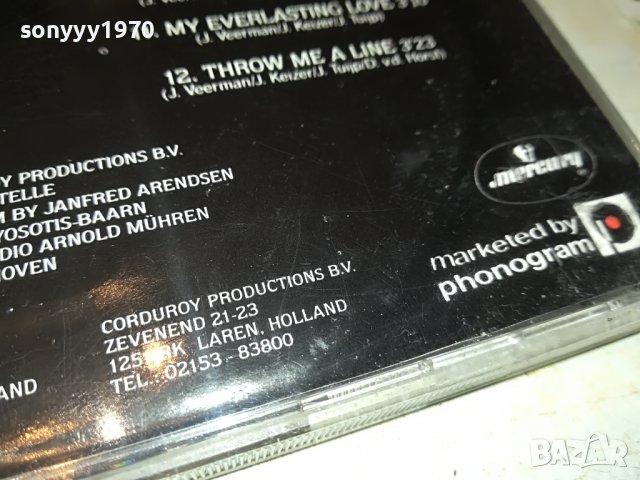 sonyyy1970
MY EVERLASTING LOVE
(J. Veerman/J. Keizer/J. Tuijp)
12. THROW ME A LINE 3'23
(J. Veerman/J. Keizer/J. Tuijp/D. v.d. Horst)
Y PRODUCTIONS B.V.
TELLE
M BY JANFRED ARENDSEN
YOSOTIS-BAARN
DIO ARNOLD MÜHREN
HOVEN
mercury
marketed by
phonogram
CORDUROY PRODUCTIONS B.V.
ZEVENEND 21-23
LAREN, HOLLAND
TEL.: 02153 - 83800
AND
BAZAR